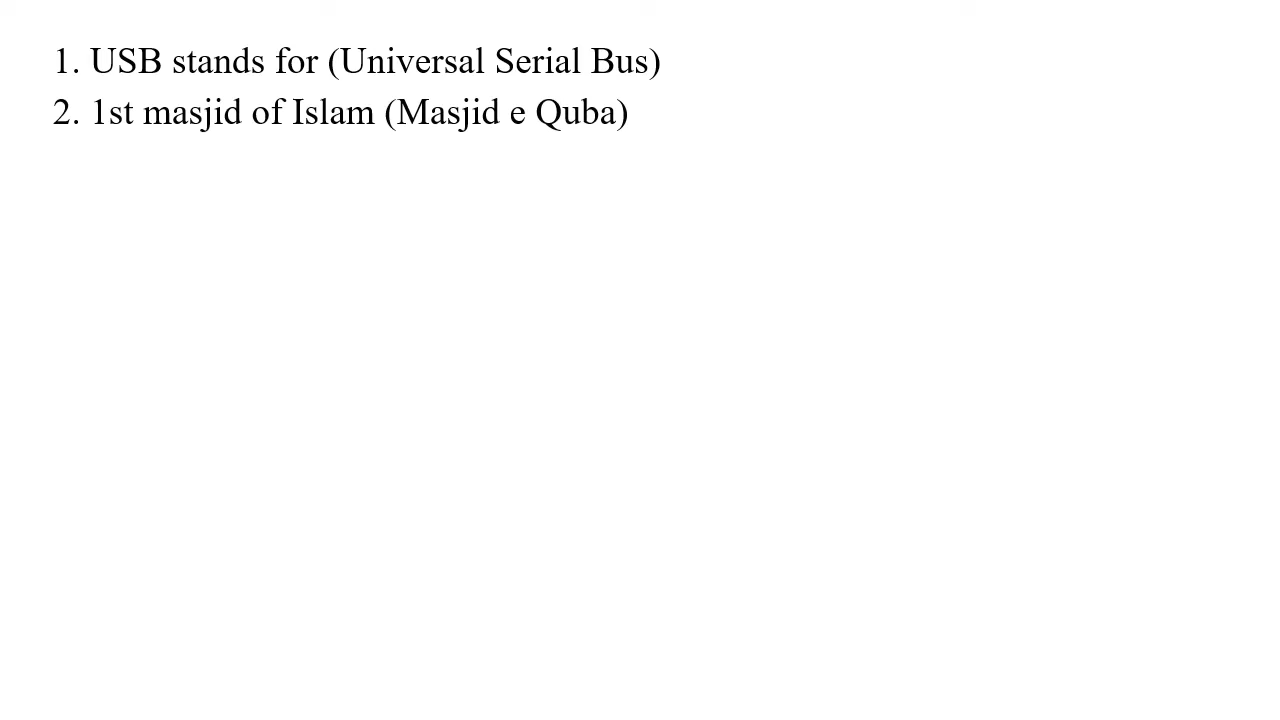 1. USB stands for (Universal Serial Bus)
2. 1st masjid of Islam (Masjid e Quba)